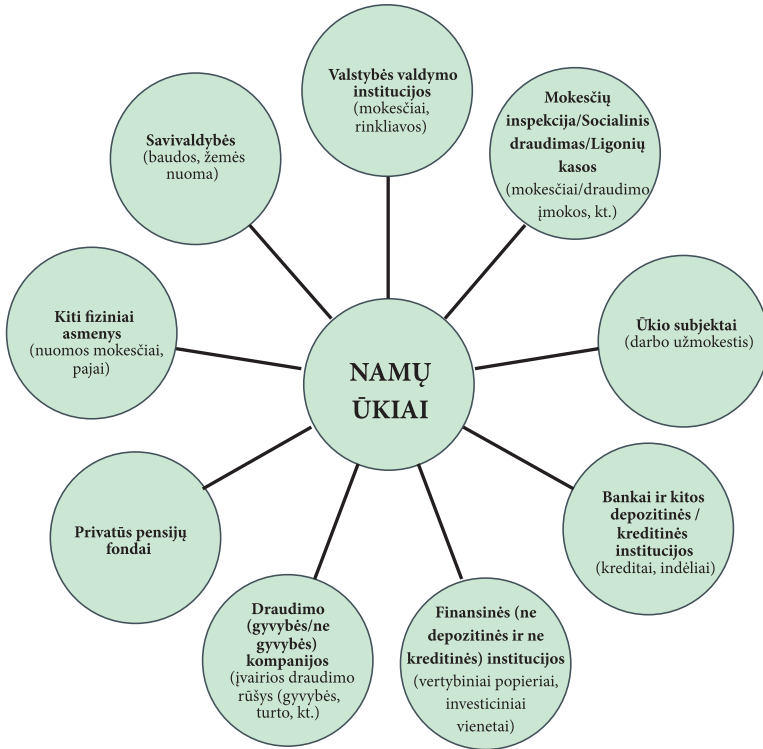 Valstybės valdymo
institucijos
(mokesčiai,
rinkliavos)
Mokesčių
inspekcija/Socialinis
draudimas/Ligonių
kasos
(mokesčiai/draudimo
įmokos, kt.)
Savivaldybės
(baudos, žemės
nuoma)
Kiti fiziniai
asmenys
(nuomos mokesčiai,
pajai)
Ūkio subjektai
(darbo užmokestis)
NAMŲ
ŪKIAI
Privatūs pensijų
fondai
Bankai ir kitos
depozitinės /
kreditinės
institucijos
(kreditai, indėliai)
Draudimo
(gyvybės/ne
gyvybės)
kompanijos
(įvairios draudimo
rūšys (gyvybės,
turto, kt.)
Finansinės (ne
depozitinės ir ne
kreditinės) institucijos
(vertybiniai popieriai,
investiciniai
vienetai)